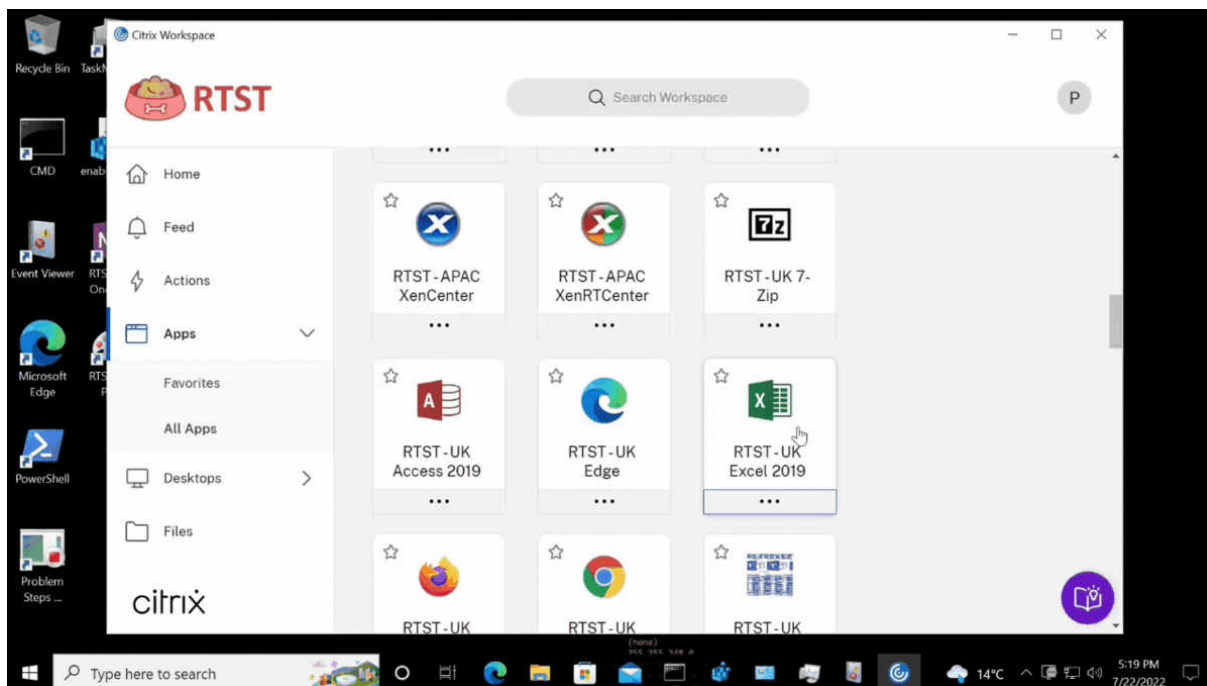 Recycle Bin
TaskM
CMD
enab
Event Viewer
RTS
On
Microsoft
Edge
RTS
P
PowerShell
Problem
Steps ...
Citrix Workspace
RTST
Search Workspace
P
Home
Feed
Actions
Apps
Favorites
All Apps
Desktops
Files
citrix
RTST - APAC
XenCenter
RTST - APAC
XenRTCenter
7z
RTST - UK 7-
Zip
A
RTST - UK
Access 2019
RTST - UK
Edge
X
RTST - UK
Excel 2019
RTST - UK
RTST - UK
RTST - UK
(none)
Type here to search
14°C
5:19 PM
7/22/2022